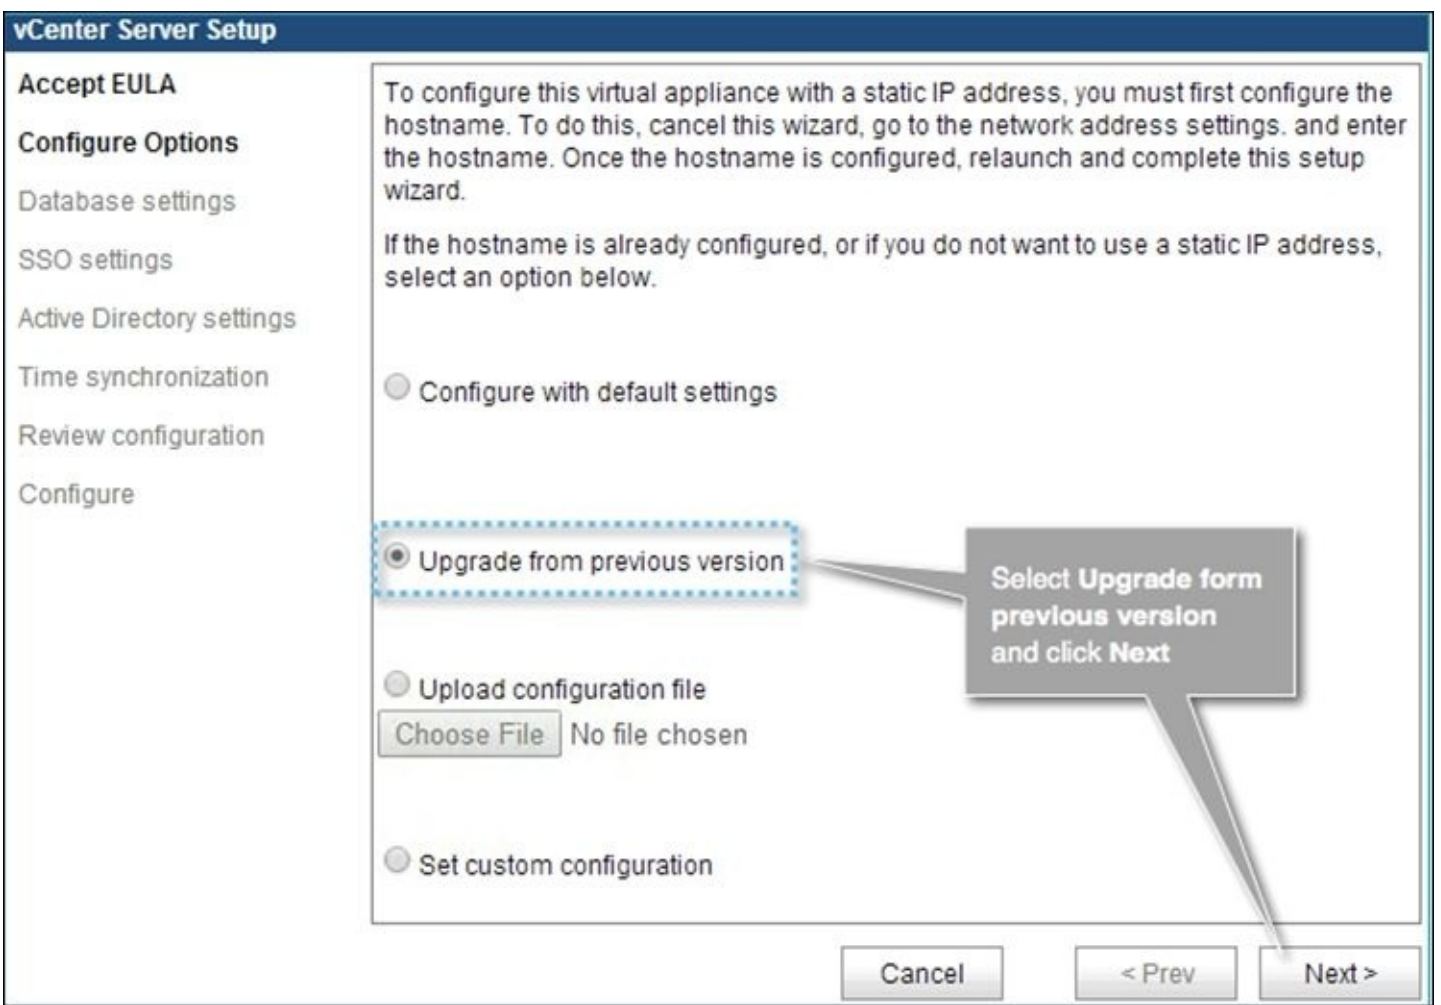 vCenter Server Setup
Accept EULA
Configure Options
Database settings
SSO settings
Active Directory settings
Time synchronization
Review configuration
Configure
To configure this virtual appliance with a static IP address, you must first configure the
hostname. To do this, cancel this wizard, go to the network address settings. and enter
the hostname. Once the hostname is configured, relaunch and complete this setup
wizard.
If the hostname is already configured, or if you do not want to use a static IP address,
select an option below.
Configure with default settings
Upgrade from previous version
Select Upgrade form
previous version
and click Next
Upload configuration file
Choose File No file chosen
Set custom configuration
Cancel < Prev Next >